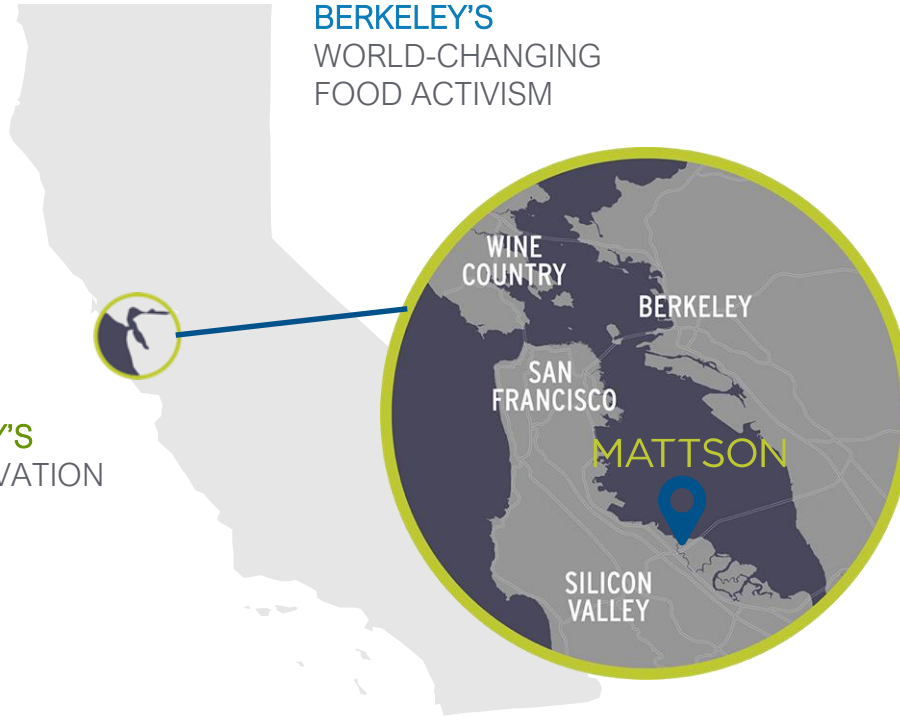 BERKELEY’S
WORLD-CHANGING
FOOD ACTIVISM
WINE
COUNTRY
BERKELEY
SAN
FRANCISCO
MATTSON
Y’S
VATION
SILICON
VALLEY